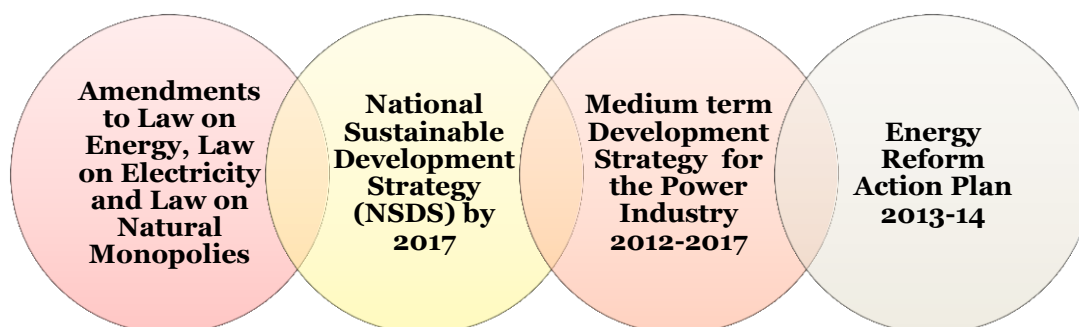 Amendments
to Law on
Energy, Law
on Electricity
and Law on
Natural
Monopolies
National
Sustainable
Development
Strategy
(NSDS) by
2017
Medium term
Development
Strategy for
the Power
Industry
2012-2017
Energy
Reform
Action Plan
2013-14